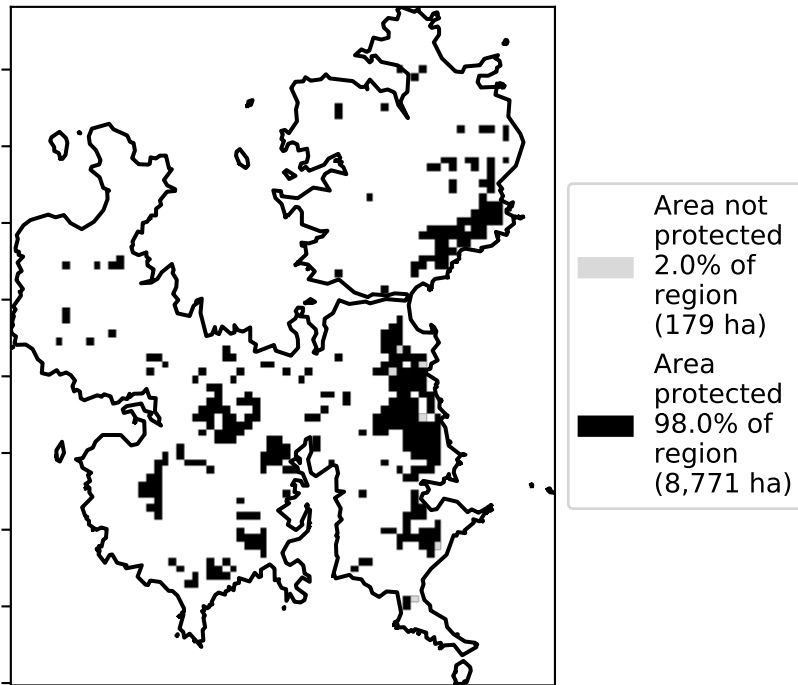 Area not
protected
2.0% of
region
(179 ha)
Area
protected
98.0% of
region
(8,771 ha)